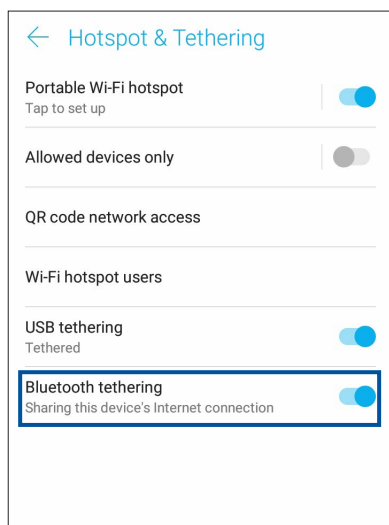 Hotspot & Tethering
Portable Wi-Fi hotspot
Tap to set up
Allowed devices only
QR code network access
Wi-Fi hotspot users
USB tethering
Tethered
Bluetooth tethering
Sharing this device's Internet connection